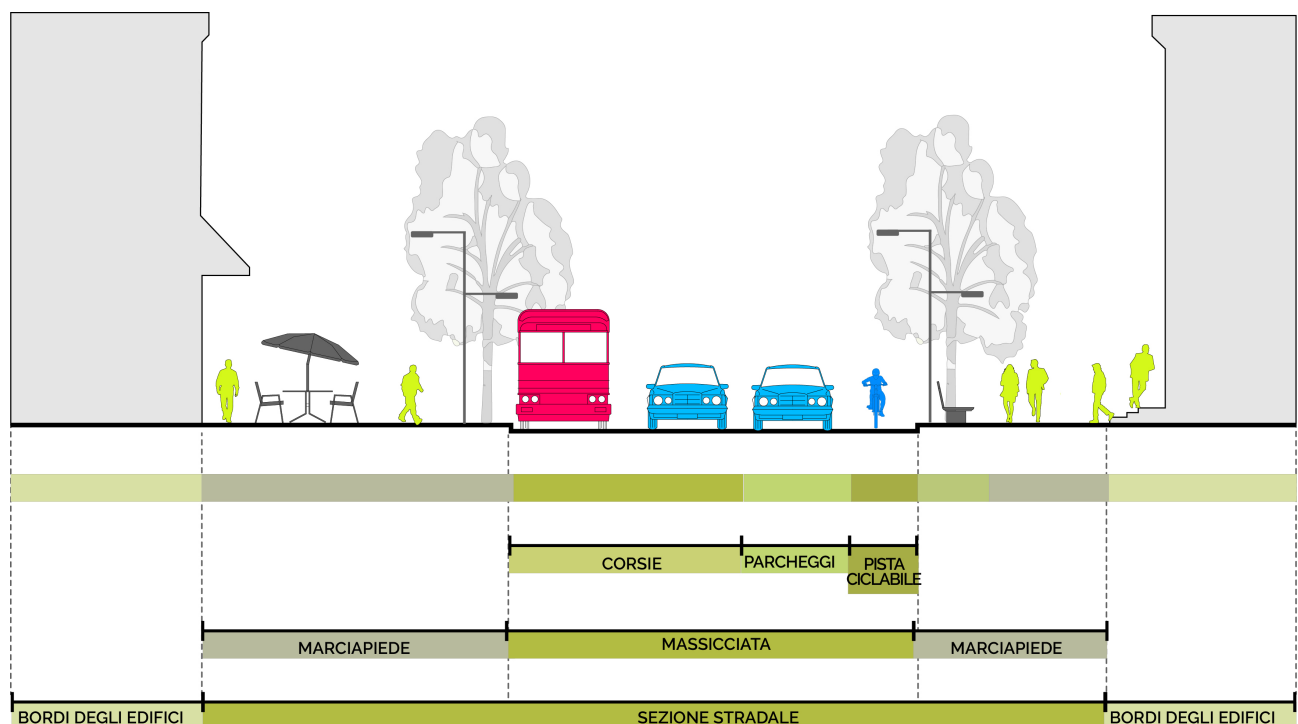 CORSIE
PARCHEGGI
PISTA
CICLABILE
MARCIAPIEDE
MASSICCIATA
MARCIAPIEDE
BORDI DEGLI EDIFICI
SEZIONE STRADALE
BORDI DEGLI EDIFICI